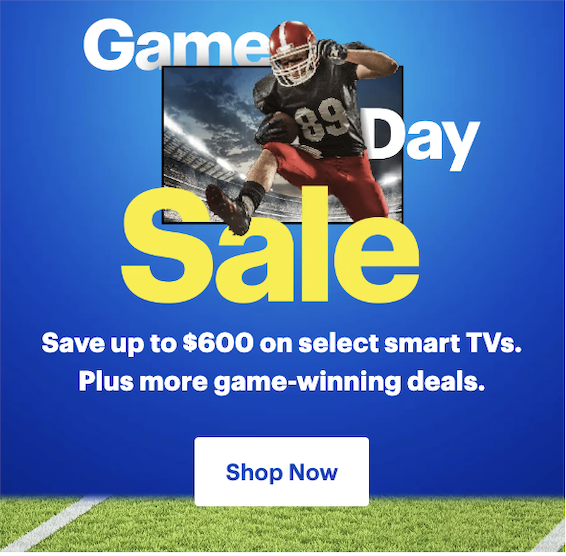 Game
89
Day
Sale
Save up to $600 on select smart TVs.
Plus more game-winning deals.
Shop Now